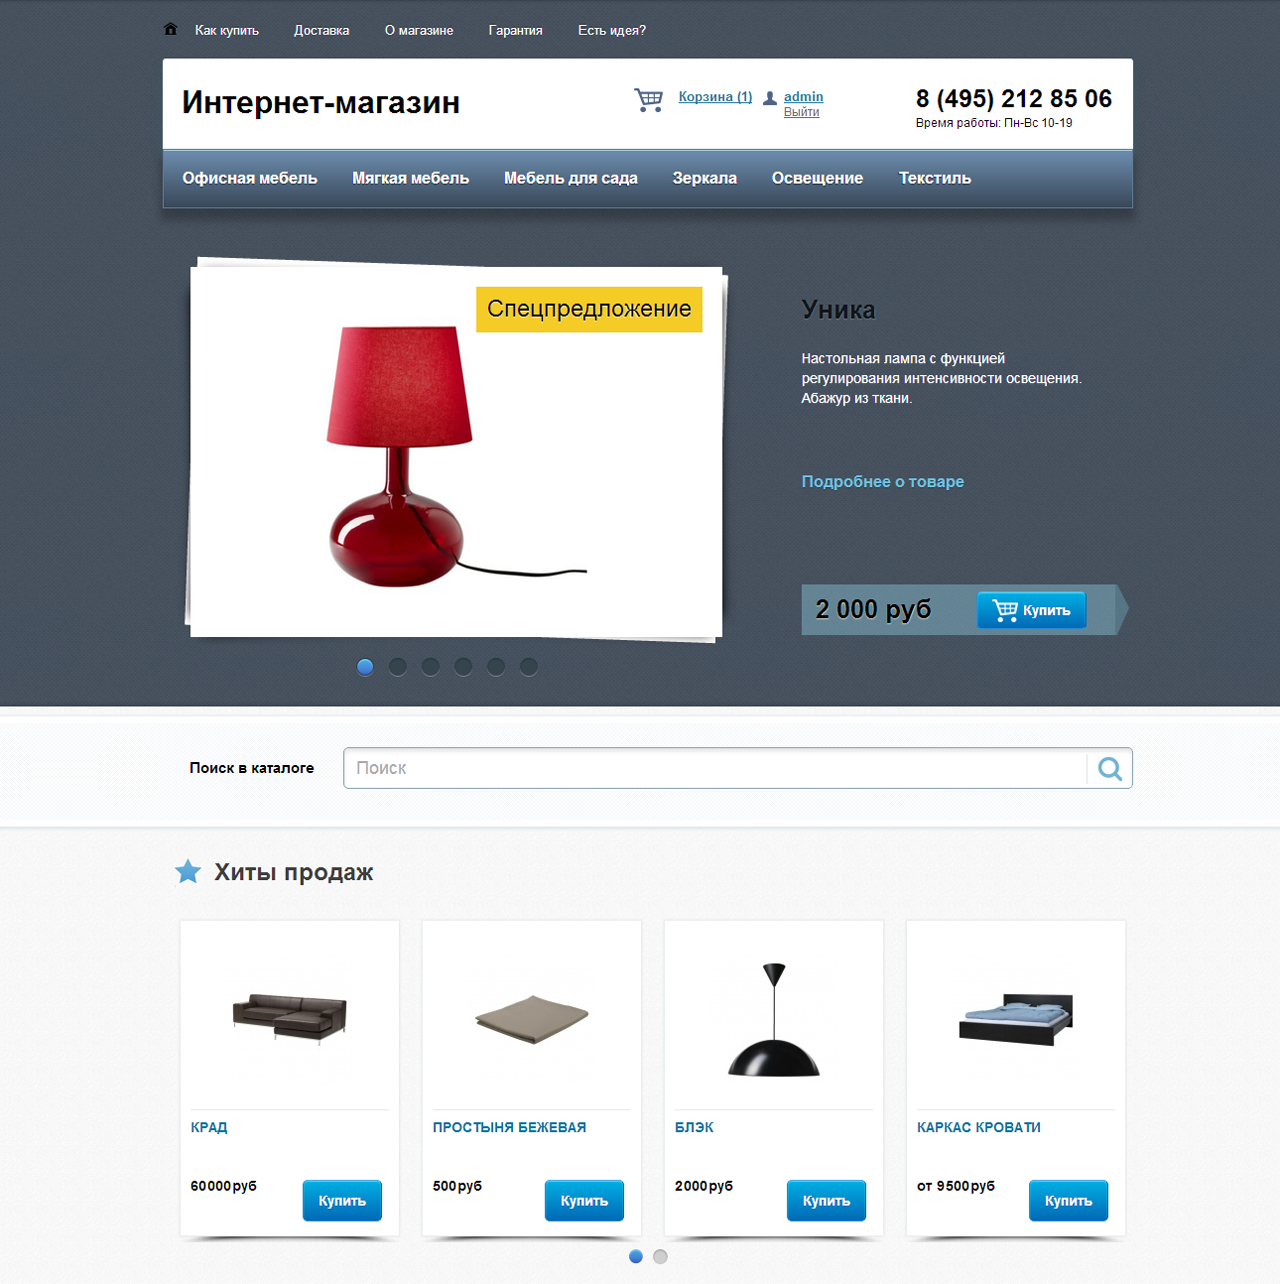 Как купить Доставка О магазине Гарантия Есть идея?
Интернет-магазин
Корзина (1) admin
Выйти
8 (495) 212 85 06
Время работы: Пн-Вс 10-19
Офисная мебель Мягкая мебель Мебель для сада Зеркала Освещение Текстиль
Спецпредложение
Уника
Настольная лампа с функцией
регулирования интенсивности освещения.
Абажур из ткани.
Подробнее о товаре
2 000 руб Купить
Поиск в каталоге Поиск
Хиты продаж
КРАД
60000руб Купить
ПРОСТЫНЯ БЕЖЕВАЯ
500руб Купить
БЛЭК
2000руб Купить
КАРКАС КРОВАТИ
от 9500руб Купить